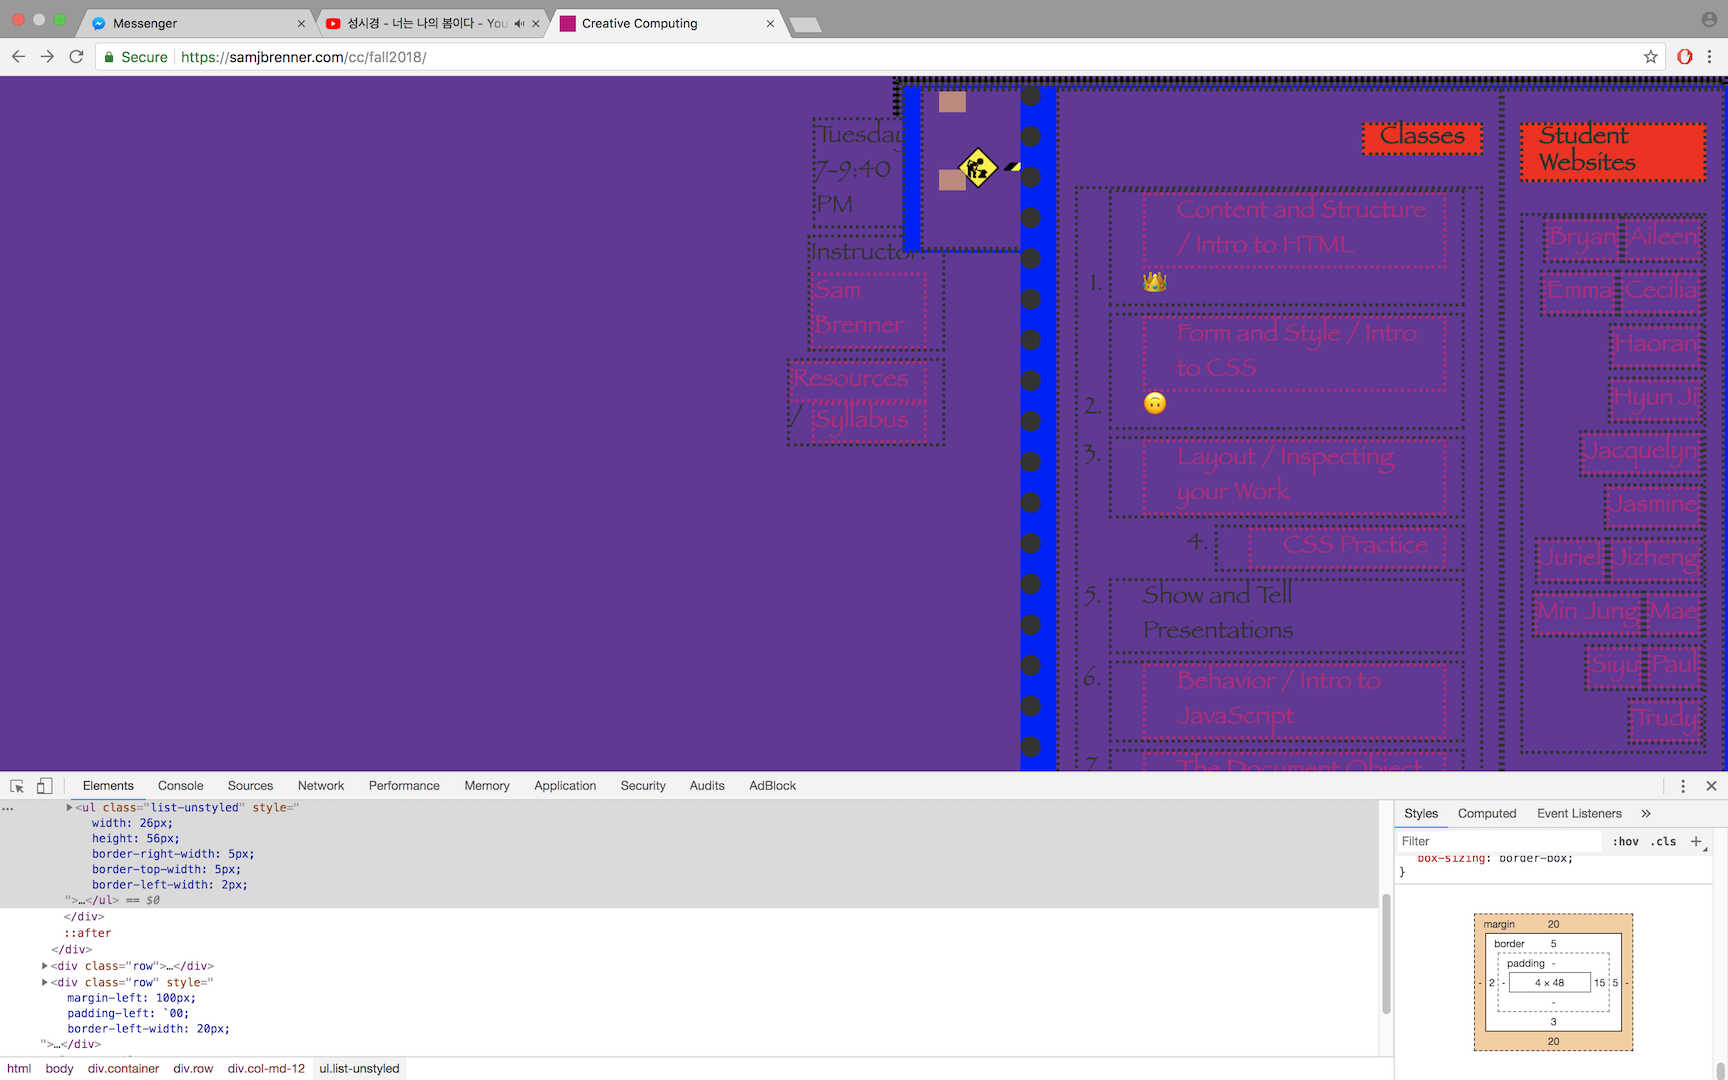 Messenger
성시경 - 너는 나의 봄이다 - You
Creative Computing
Secure
https://samjbrenner.com/cc/fall2018/
Tuesday
7-9:40
PM
Instructor:
Sam
Brenner
Resources
/ Syllabus
Classes
Content and Structure
/ Intro to HTML
1.
Form and Style / Intro
to CSS
2.
3. Layout / Inspecting
your Work
4. CSS Practice
5. Show and Tell
Presentations
6. Behavior / Intro to
JavaScript
7. The Document Object
Student
Websites
Bryan Aileen
Emma Cecilia
Haoran
Hyun Ji
Jacquelyn
Jasmine
Juriel Jizheng
Min Jung Mae
Siyu Paul
Trudy
Elements Console Sources Network Performance Memory Application Security Audits AdBlock
<ul class="list-unstyled" style="
width: 26px;
height: 56px;
border-right-width: 5px;
border-top-width: 5px;
border-left-width: 2px;
">…</ul> == $0
</div>
::after
</div>
<div class="row">…</div>
<div class="row" style="
margin-left: 100px;
padding-left: `00;
border-left-width: 20px;
">…</div>
html body div.container div.row div.col-md-12 ul.list-unstyled
Styles Computed Event Listeners »
Filter :hov .cls +
box-sizing: border-box;
}
margin 20
border 5
padding -
- 2 - 4 × 48 15 5 -
-
3
20